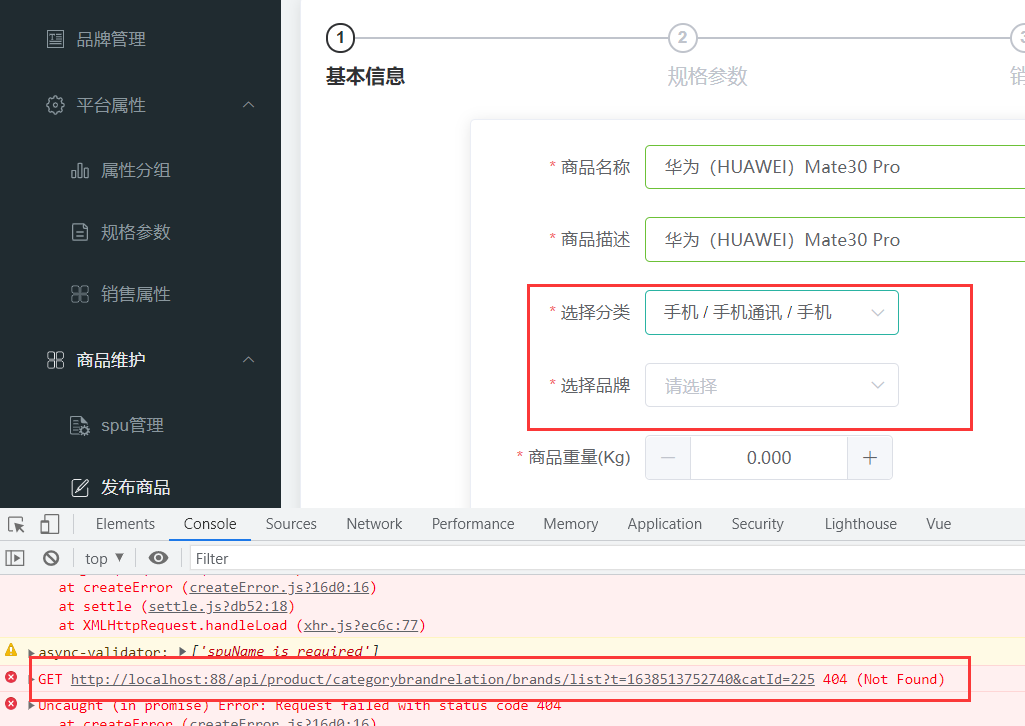 品牌管理
平台属性
属性分组
规格参数
销售属性
商品维护
spu管理
发布商品
1
2
3
基本信息
规格参数
销
* 商品名称
华为（HUAWEI）Mate30 Pro
* 商品描述
华为（HUAWEI）Mate30 Pro
* 选择分类
手机 / 手机通讯 / 手机
* 选择品牌
请选择
* 商品重量(Kg)
0.000
Elements Console Sources Network Performance Memory Application Security Lighthouse Vue
top Filter
at createError (createError.js?16d0:16)
at settle (settle.js?db52:18)
at XMLHttpRequest.handleLoad (xhr.js?ec6c:77)
async-validator: ['spuName is required']
GET http://localhost:88/api/product/categorybrandrelation/brands/list?t=1638513752740&catId=225 404 (Not Found)
Uncaught (in promise) Error: Request failed with status code 404
at createError (createError.js?16d0:16)